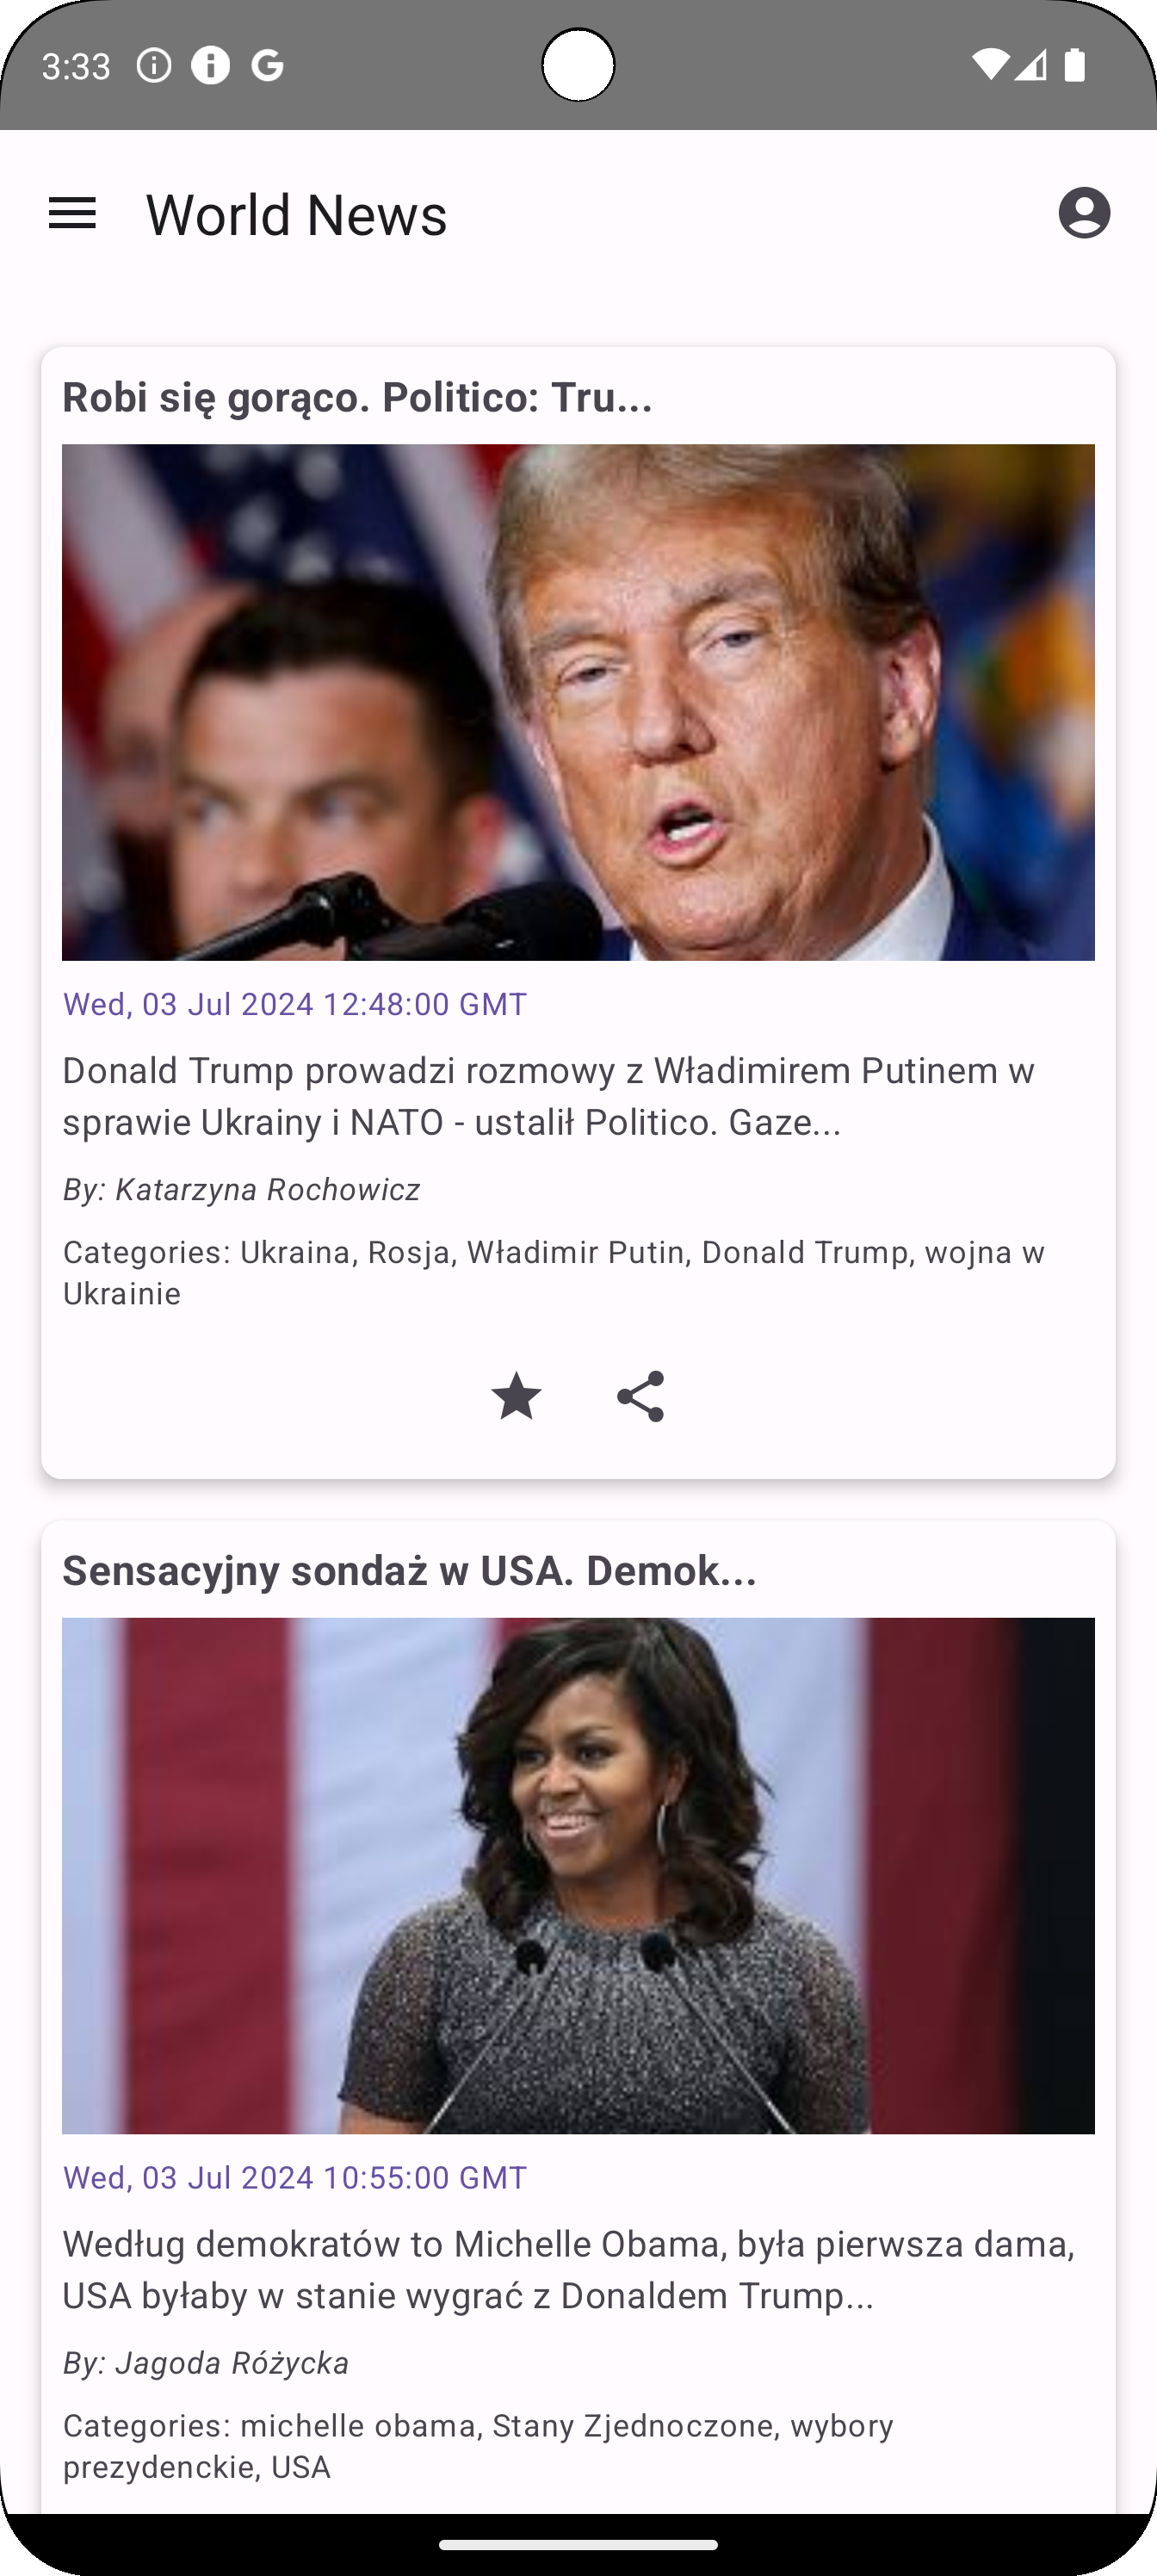 3:33
World News
Robi się gorąco. Politico: Tru...
Wed, 03 Jul 2024 12:48:00 GMT
Donald Trump prowadzi rozmowy z Władimirem Putinem w
sprawie Ukrainy i NATO - ustalił Politico. Gaze...
By: Katarzyna Rochowicz
Categories: Ukraina, Rosja, Władimir Putin, Donald Trump, wojna w
Ukrainie
Sensacyjny sondaż w USA. Demok...
Wed, 03 Jul 2024 10:55:00 GMT
Według demokratów to Michelle Obama, była pierwsza dama,
USA byłaby w stanie wygrać z Donaldem Trump...
By: Jagoda Różycka
Categories: michelle obama, Stany Zjednoczone, wybory
prezydenckie, USA